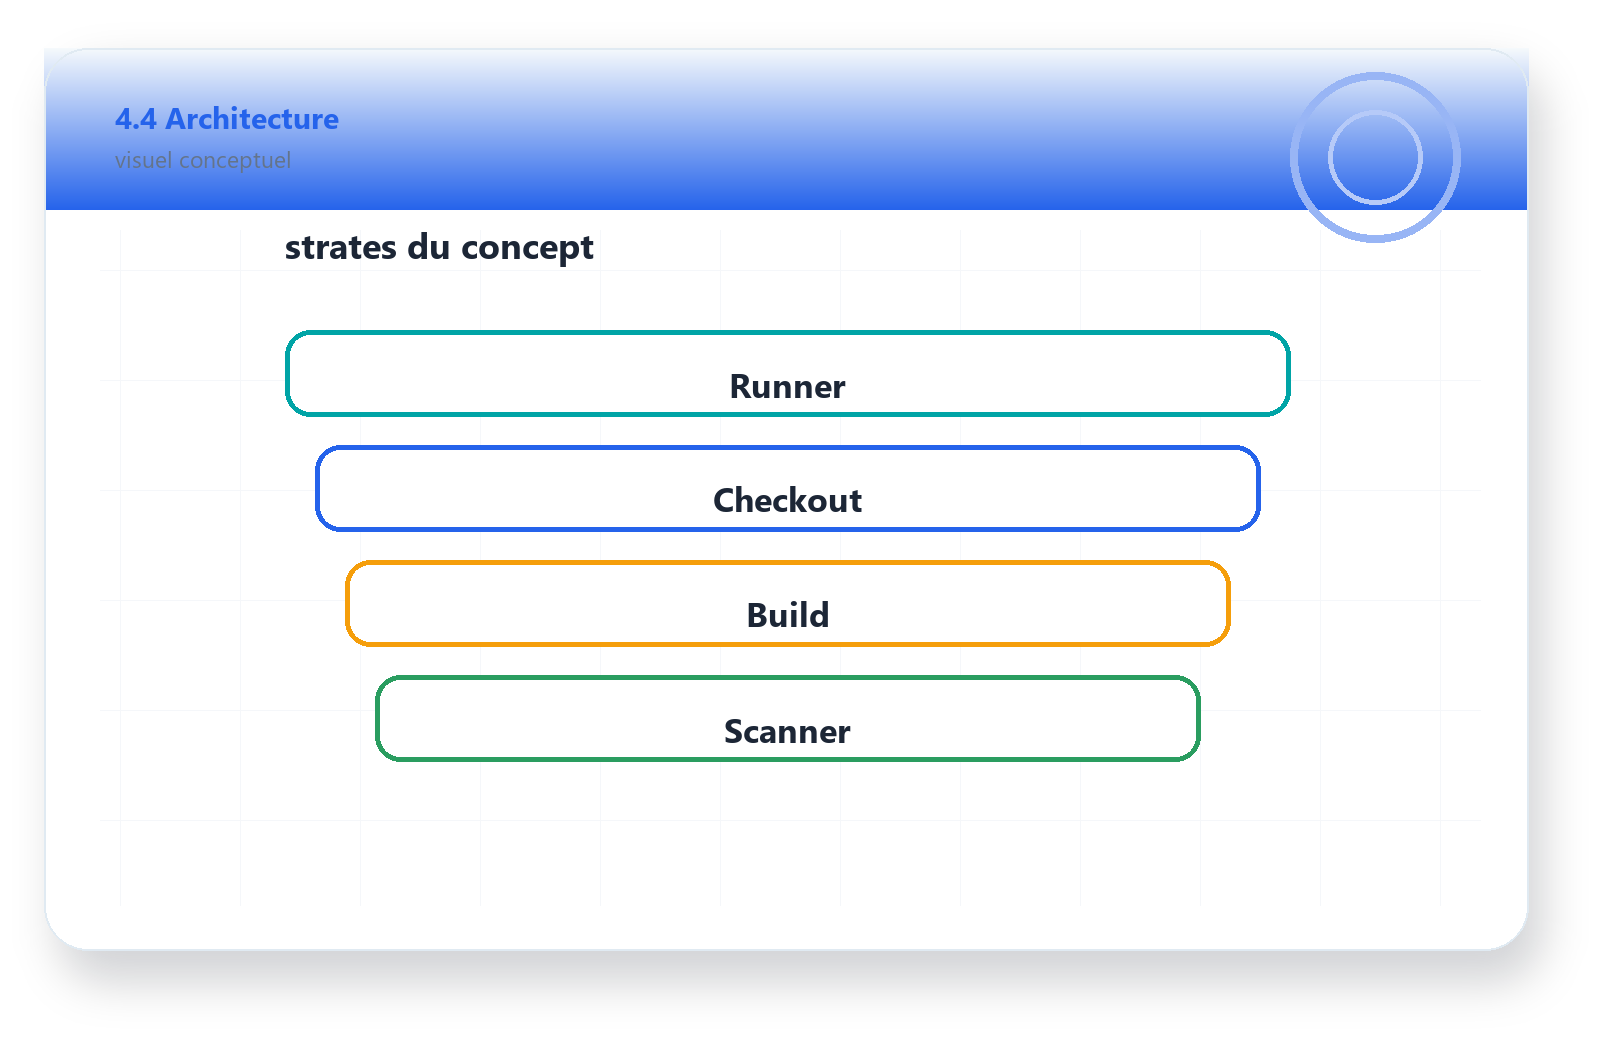 4.4 Architecture
visuel conceptuel
strates du concept
Runner
Checkout
Build
Scanner